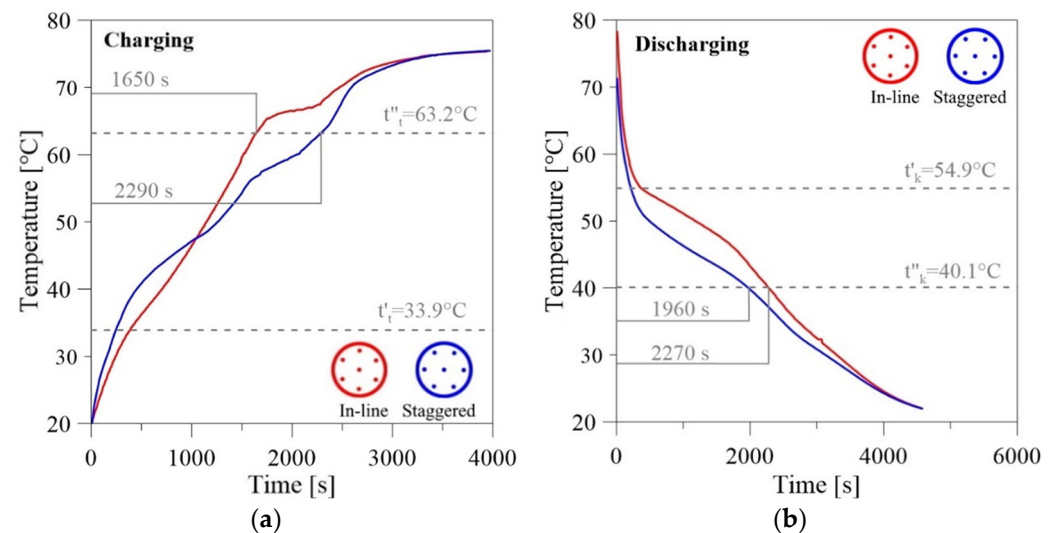 Charging
80
70
60
50
40
30
20
Temperature [°C]
1650 s
2290 s
t"t=63.2°C
t't=33.9°C
In-line Staggered
0 1000 2000 3000 4000
Time [s]
(a)
Discharging
80
70
60
50
40
30
20
Temperature [°C]
In-line Staggered
t'k=54.9°C
t"k=40.1°C
1960 s
2270 s
0 2000 4000 6000
Time [s]
(b)